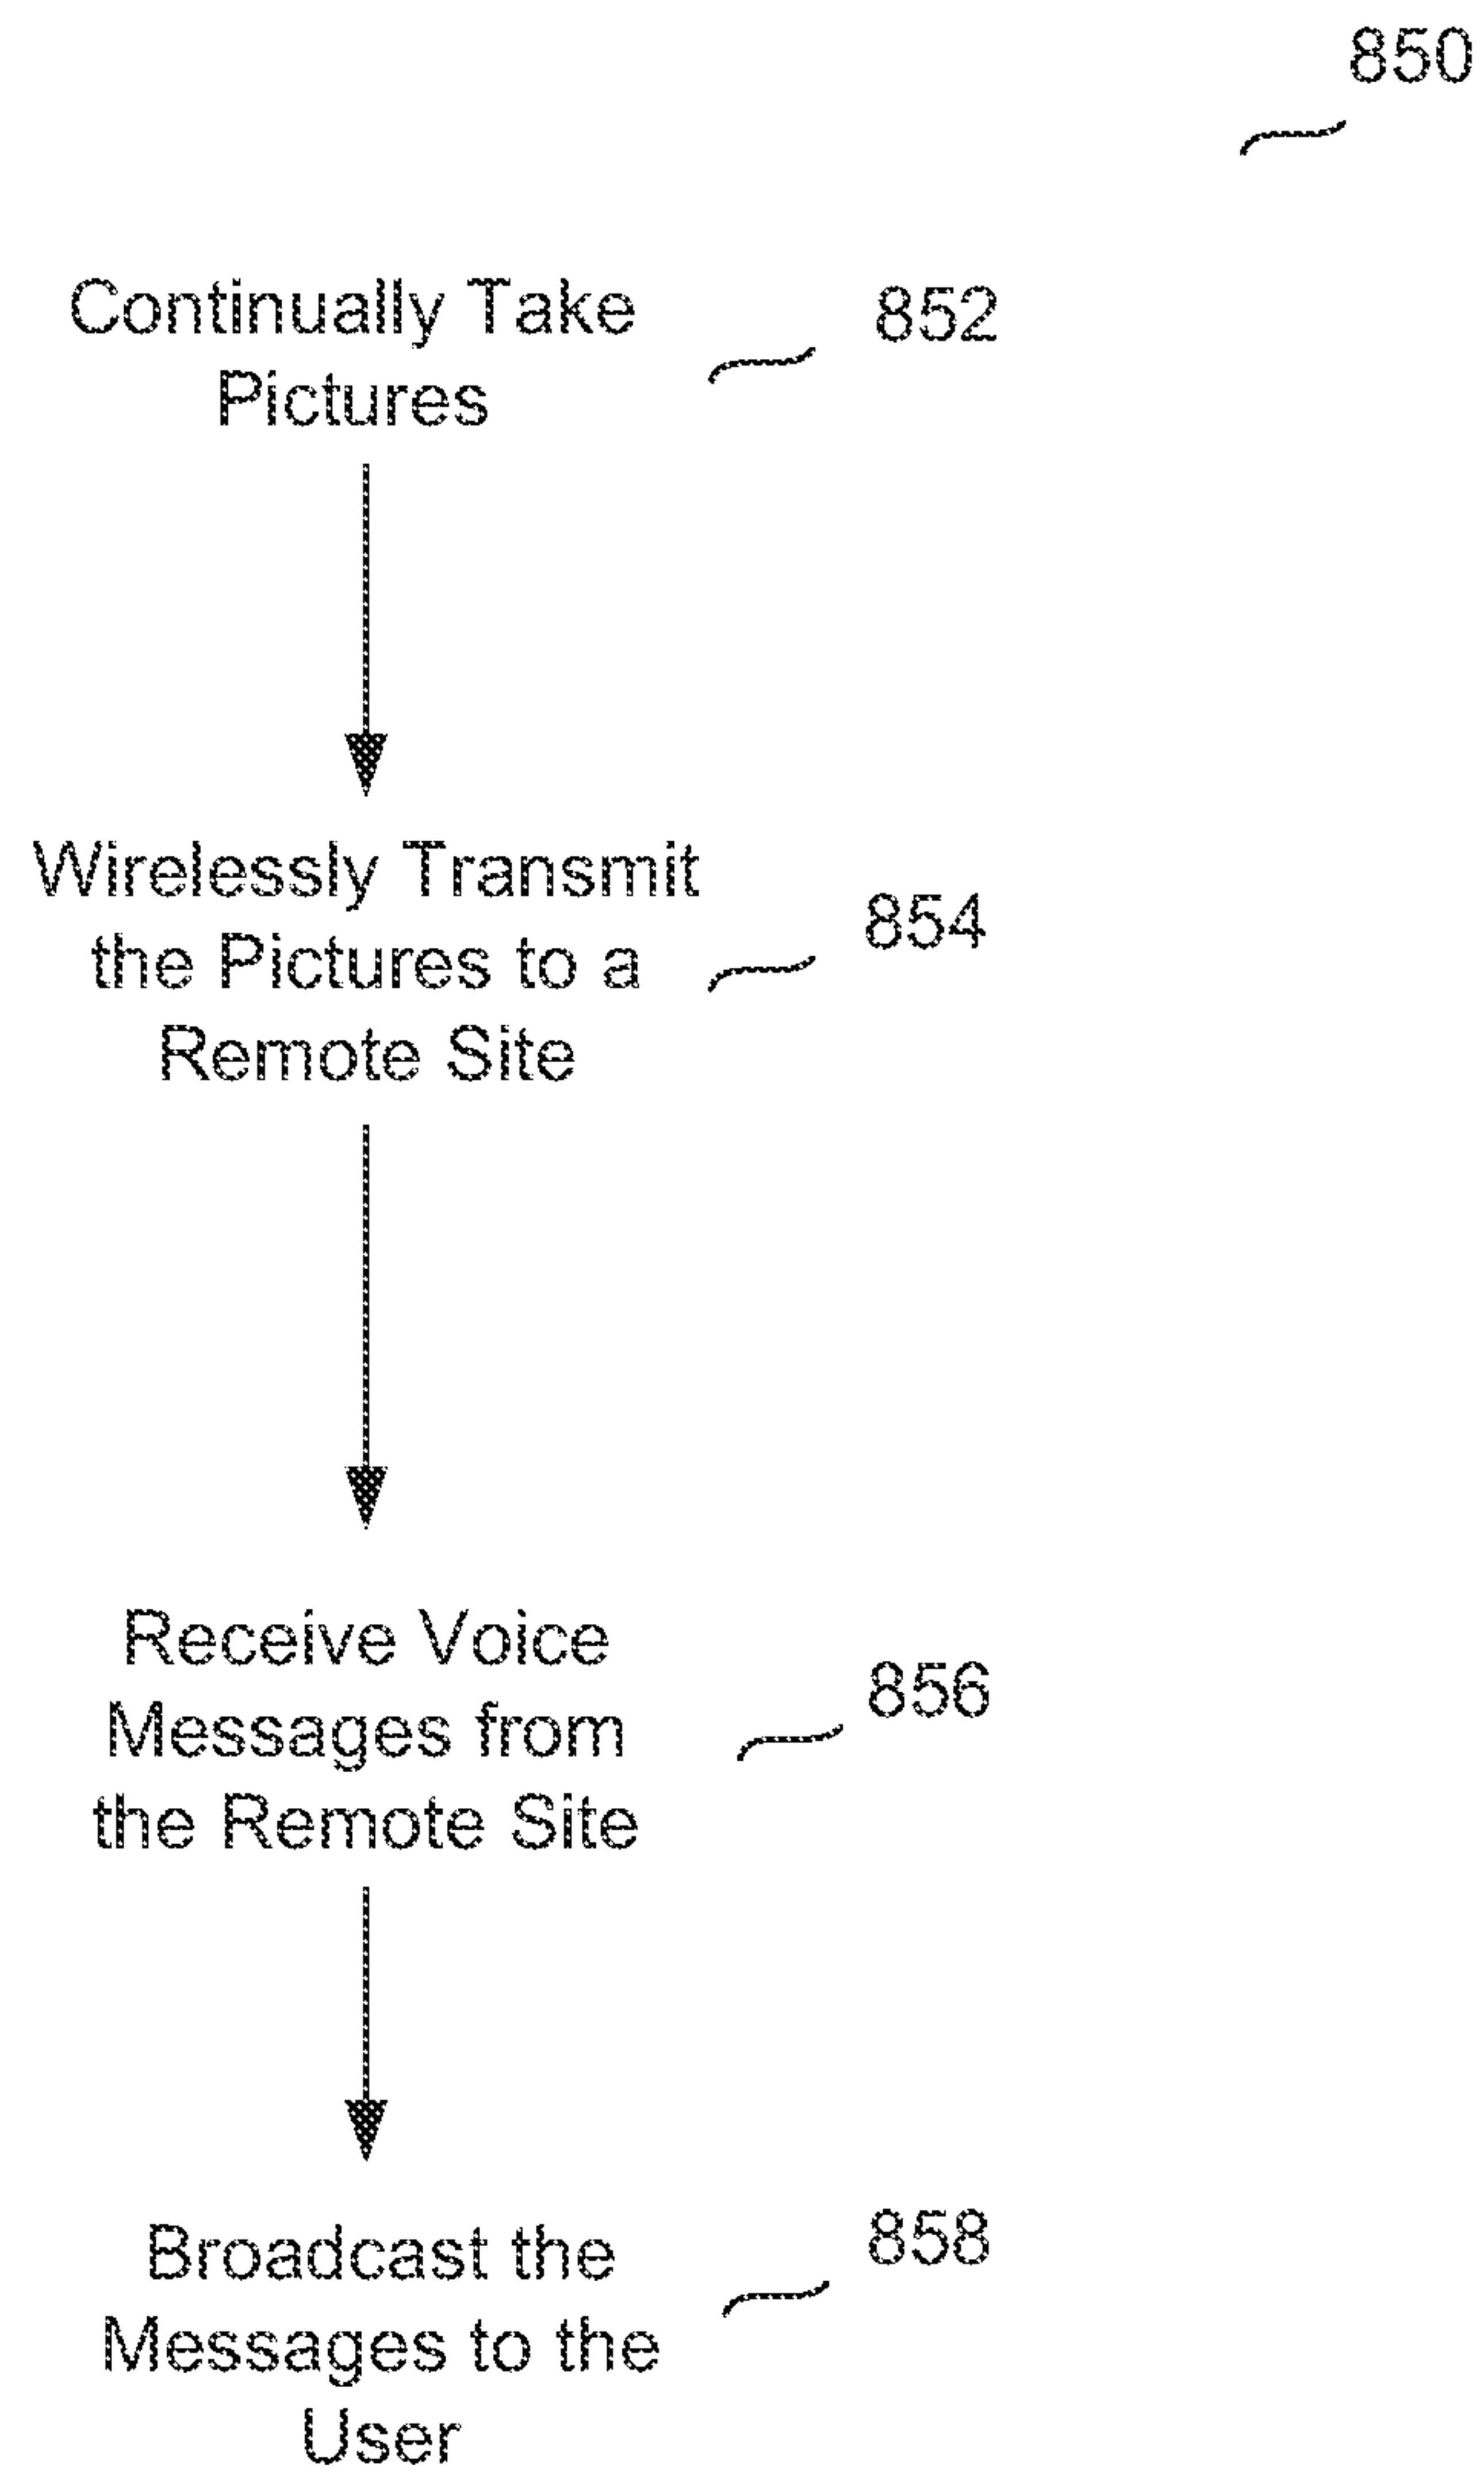 850
Continually Take
Pictures
852
Wirelessly Transmit
the Pictures to a
Remote Site
854
Receive Voice
Messages from
the Remote Site
856
Broadcast the
Messages to the
User
858